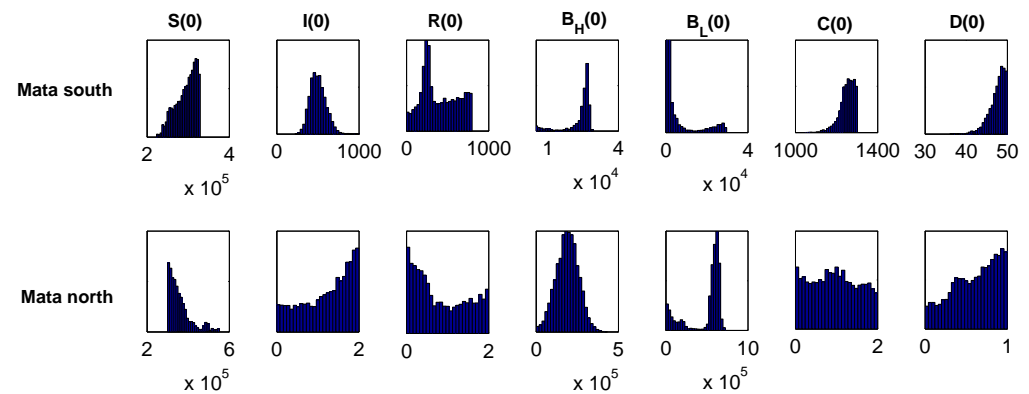 S(0) I(0) R(0) B_H(0) B_L(0) C(0) D(0)
Mata south
2 4 0 1000 0 1000 1 4 0 4 1000 1400 30 40 50
x 10^5 x 10^4 x 10^4
Mata north
2 6 0 2 0 2 0 5 0 10 0 2 0 1
x 10^5 x 10^5 x 10^5